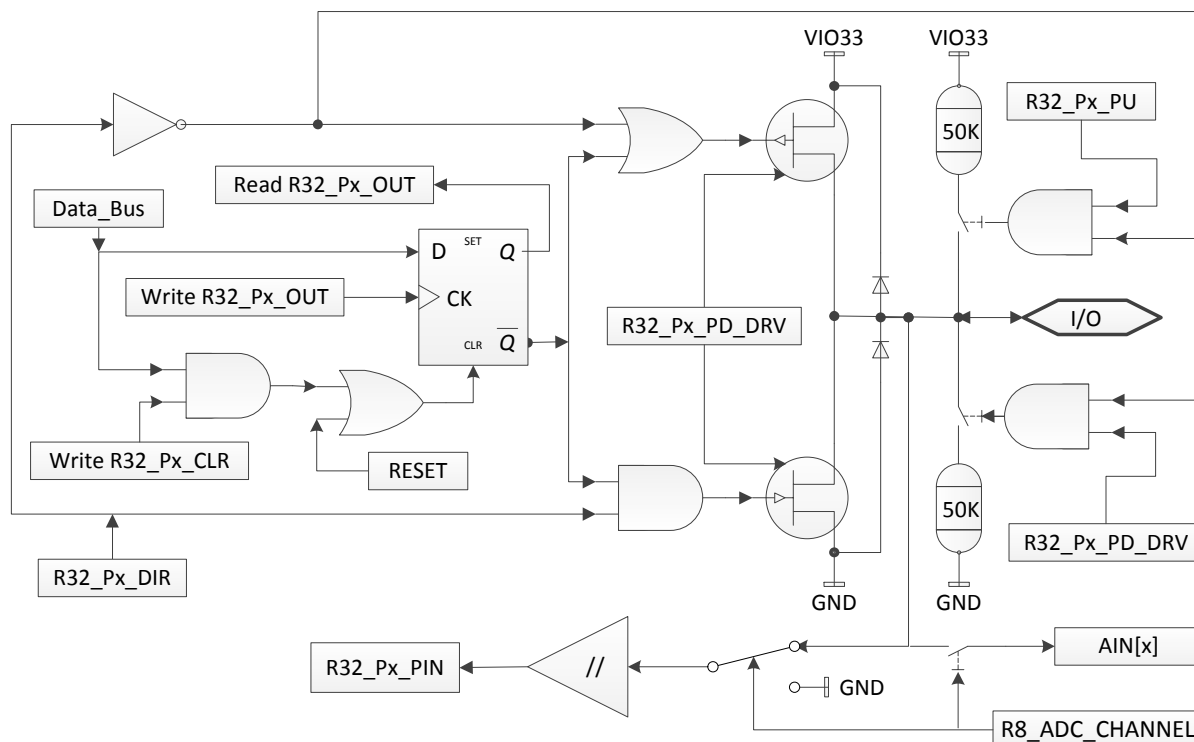 VIO33
VIO33
R32_Px_PU
50K
Read R32_Px_OUT
Data_Bus
D
SET
Q
Write R32_Px_OUT
CK
R32_Px_PD_DRV
I/O
CLR
Q
Write R32_Px_CLR
RESET
50K
R32_Px_PD_DRV
R32_Px_DIR
GND
GND
R32_Px_PIN
//
AIN[x]
GND
R8_ADC_CHANNEL